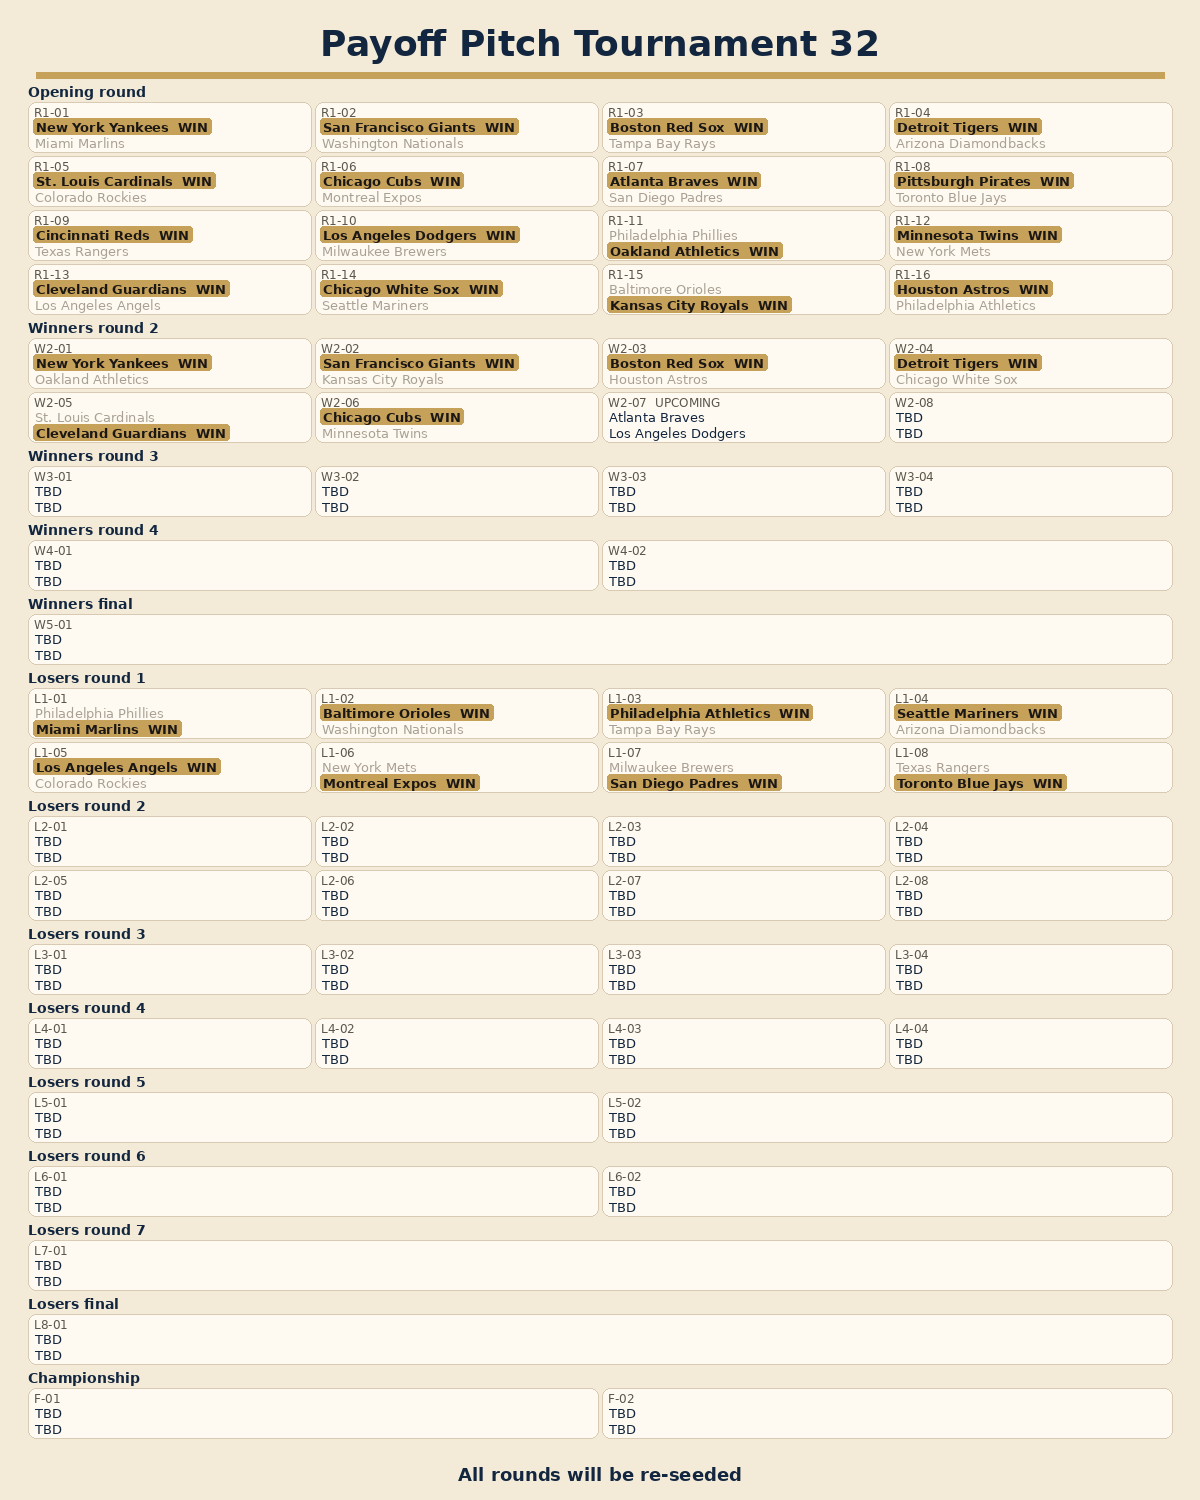 Payoff Pitch Tournament 32
Opening round
R1-01
New York Yankees WIN
Miami Marlins
R1-02
San Francisco Giants WIN
Washington Nationals
R1-03
Boston Red Sox WIN
Tampa Bay Rays
R1-04
Detroit Tigers WIN
Arizona Diamondbacks
R1-05
St. Louis Cardinals WIN
Colorado Rockies
R1-06
Chicago Cubs WIN
Montreal Expos
R1-07
Atlanta Braves WIN
San Diego Padres
R1-08
Pittsburgh Pirates WIN
Toronto Blue Jays
R1-09
Cincinnati Reds WIN
Texas Rangers
R1-10
Los Angeles Dodgers WIN
Milwaukee Brewers
R1-11
Philadelphia Phillies
Oakland Athletics WIN
R1-12
Minnesota Twins WIN
New York Mets
R1-13
Cleveland Guardians WIN
Los Angeles Angels
R1-14
Chicago White Sox WIN
Seattle Mariners
R1-15
Baltimore Orioles
Kansas City Royals WIN
R1-16
Houston Astros WIN
Philadelphia Athletics
Winners round 2
W2-01
New York Yankees WIN
Oakland Athletics
W2-02
San Francisco Giants WIN
Kansas City Royals
W2-03
Boston Red Sox WIN
Houston Astros
W2-04
Detroit Tigers WIN
Chicago White Sox
W2-05
St. Louis Cardinals
Cleveland Guardians WIN
W2-06
Chicago Cubs WIN
Minnesota Twins
W2-07 UPCOMING
Atlanta Braves
Los Angeles Dodgers
W2-08
TBD
TBD
Winners round 3
W3-01
TBD
TBD
W3-02
TBD
TBD
W3-03
TBD
TBD
W3-04
TBD
TBD
Winners round 4
W4-01
TBD
TBD
W4-02
TBD
TBD
Winners final
W5-01
TBD
TBD
Losers round 1
L1-01
Philadelphia Phillies
Miami Marlins WIN
L1-02
Baltimore Orioles WIN
Washington Nationals
L1-03
Philadelphia Athletics WIN
Tampa Bay Rays
L1-04
Seattle Mariners WIN
Arizona Diamondbacks
L1-05
Los Angeles Angels WIN
Colorado Rockies
L1-06
New York Mets
Montreal Expos WIN
L1-07
Milwaukee Brewers
San Diego Padres WIN
L1-08
Texas Rangers
Toronto Blue Jays WIN
Losers round 2
L2-01
TBD
TBD
L2-02
TBD
TBD
L2-03
TBD
TBD
L2-04
TBD
TBD
L2-05
TBD
TBD
L2-06
TBD
TBD
L2-07
TBD
TBD
L2-08
TBD
TBD
Losers round 3
L3-01
TBD
TBD
L3-02
TBD
TBD
L3-03
TBD
TBD
L3-04
TBD
TBD
Losers round 4
L4-01
TBD
TBD
L4-02
TBD
TBD
L4-03
TBD
TBD
L4-04
TBD
TBD
Losers round 5
L5-01
TBD
TBD
L5-02
TBD
TBD
Losers round 6
L6-01
TBD
TBD
L6-02
TBD
TBD
Losers round 7
L7-01
TBD
TBD
Losers final
L8-01
TBD
TBD
Championship
F-01
TBD
TBD
F-02
TBD
TBD
All rounds will be re-seeded